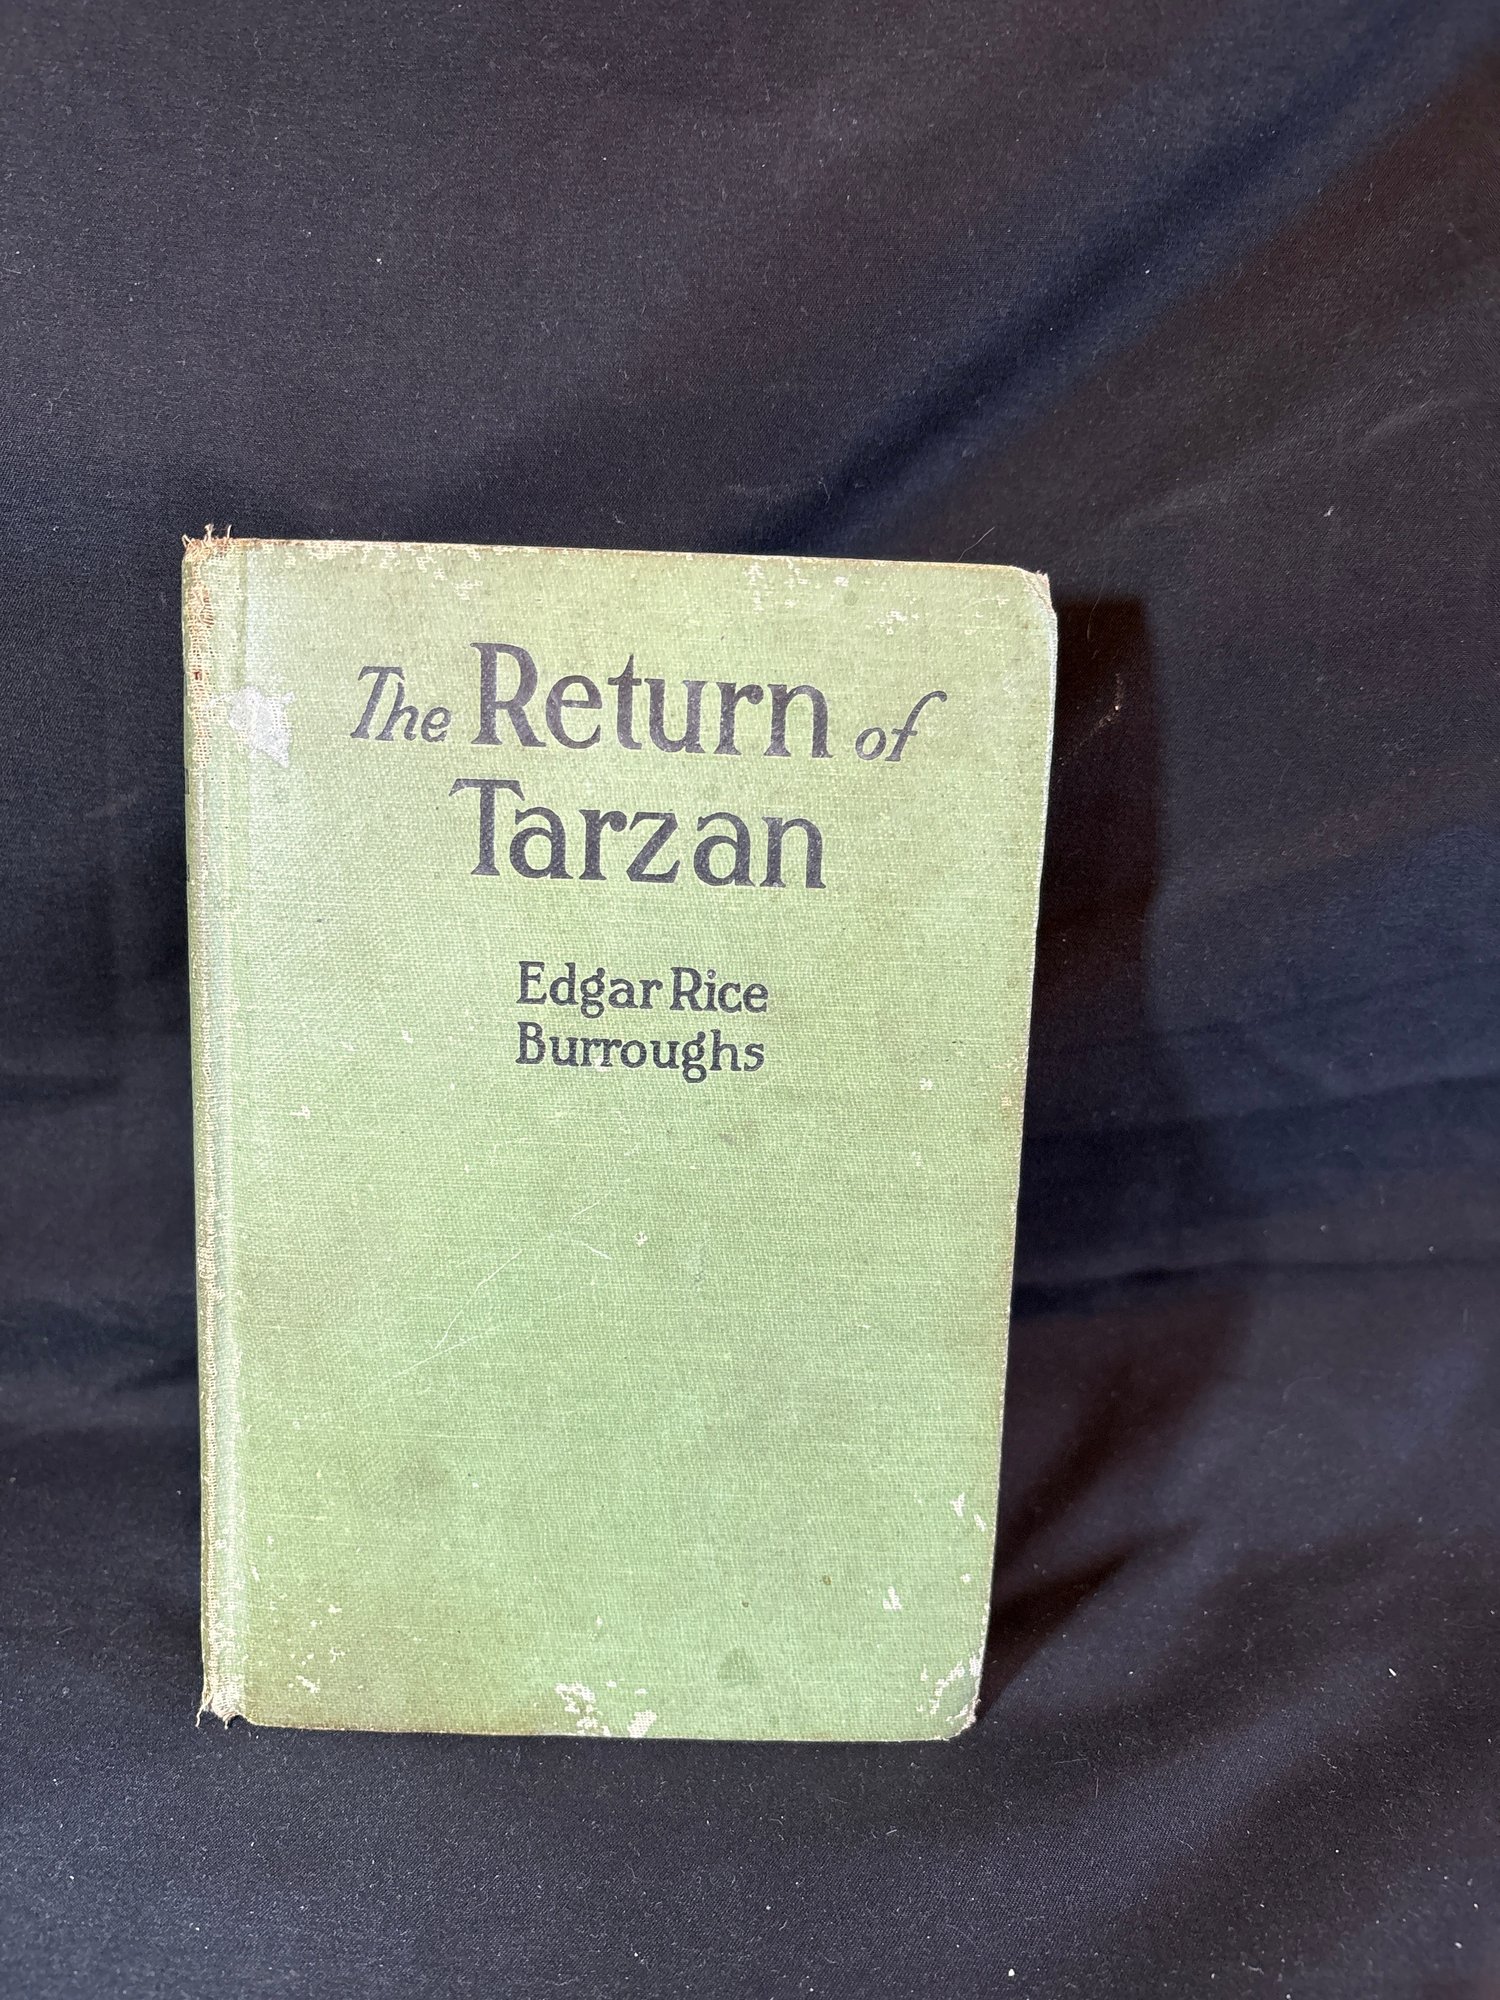 The Return of
Tarzan
Edgar Rice
Burroughs